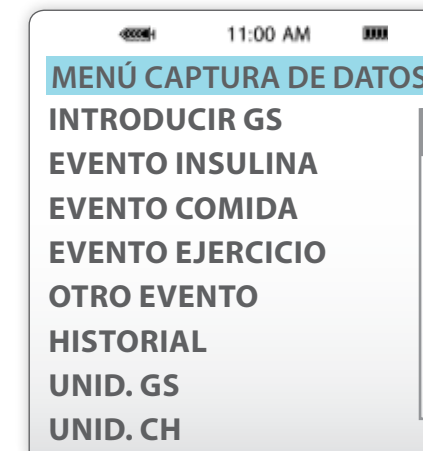 11:00 AM
MENÚ CAPTURA DE DATOS
INTRODUCIR GS
EVENTO INSULINA
EVENTO COMIDA
EVENTO EJERCICIO
OTRO EVENTO
HISTORIAL
UNID. GS
UNID. CH